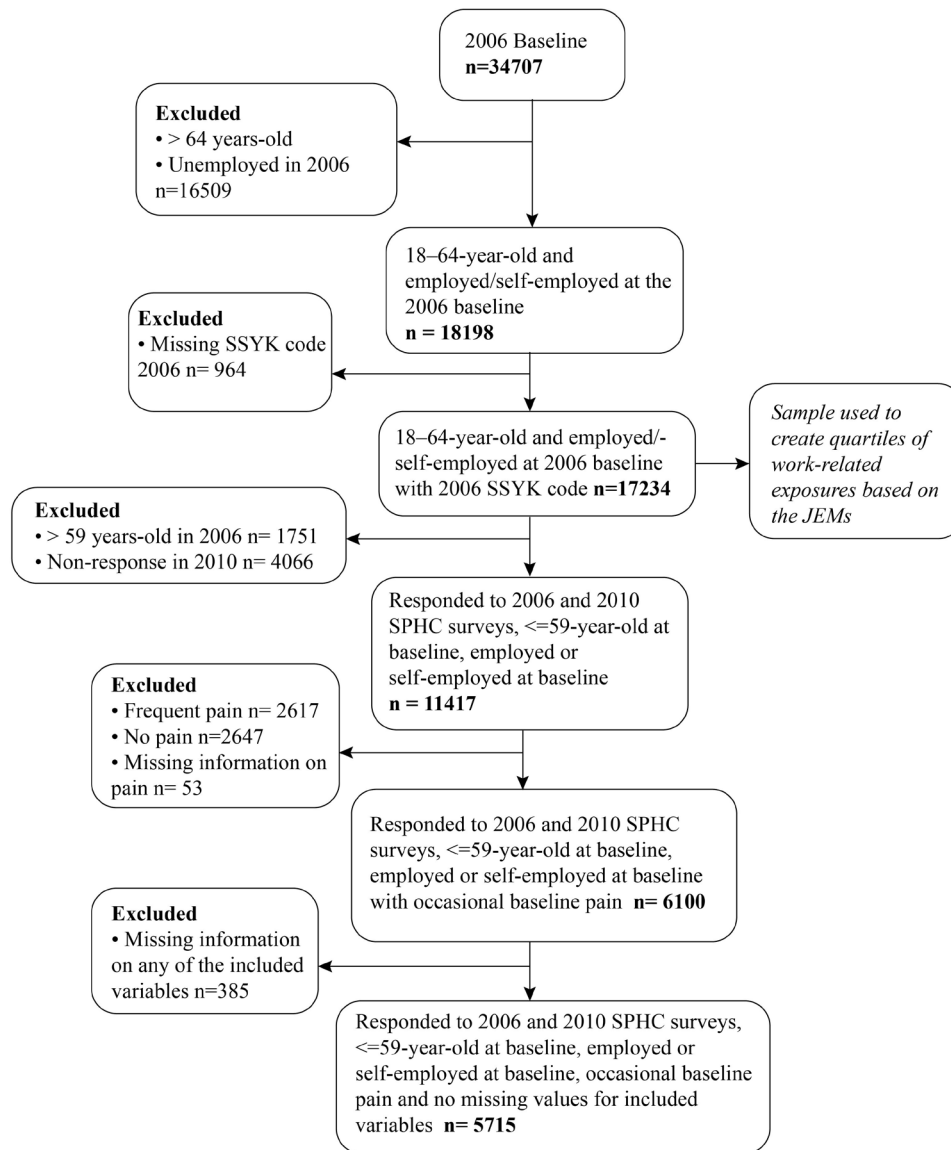 2006 Baseline
n=34707
Excluded
• > 64 years-old
• Unemployed in 2006
n=16509
18–64-year-old and
employed/self-employed at the
2006 baseline
n = 18198
Excluded
• Missing SSYK code
2006 n= 964
18–64-year-old and employed/-
self-employed at 2006 baseline
with 2006 SSYK code n=17234
Sample used to
create quartiles of
work-related
exposures based on
the JEMs
Excluded
• > 59 years-old in 2006 n= 1751
• Non-response in 2010 n= 4066
Responded to 2006 and 2010
SPHC surveys, <=59-year-old at
baseline, employed or
self-employed at baseline
n = 11417
Excluded
• Frequent pain n= 2617
• No pain n=2647
• Missing information on
pain n= 53
Responded to 2006 and 2010 SPHC
surveys, <=59-year-old at baseline,
employed or self-employed at baseline
with occasional baseline pain n= 6100
Excluded
• Missing information
on any of the included
variables n=385
Responded to 2006 and 2010 SPHC surveys,
<=59-year-old at baseline, employed or
self-employed at baseline, occasional baseline
pain and no missing values for included
variables n= 5715